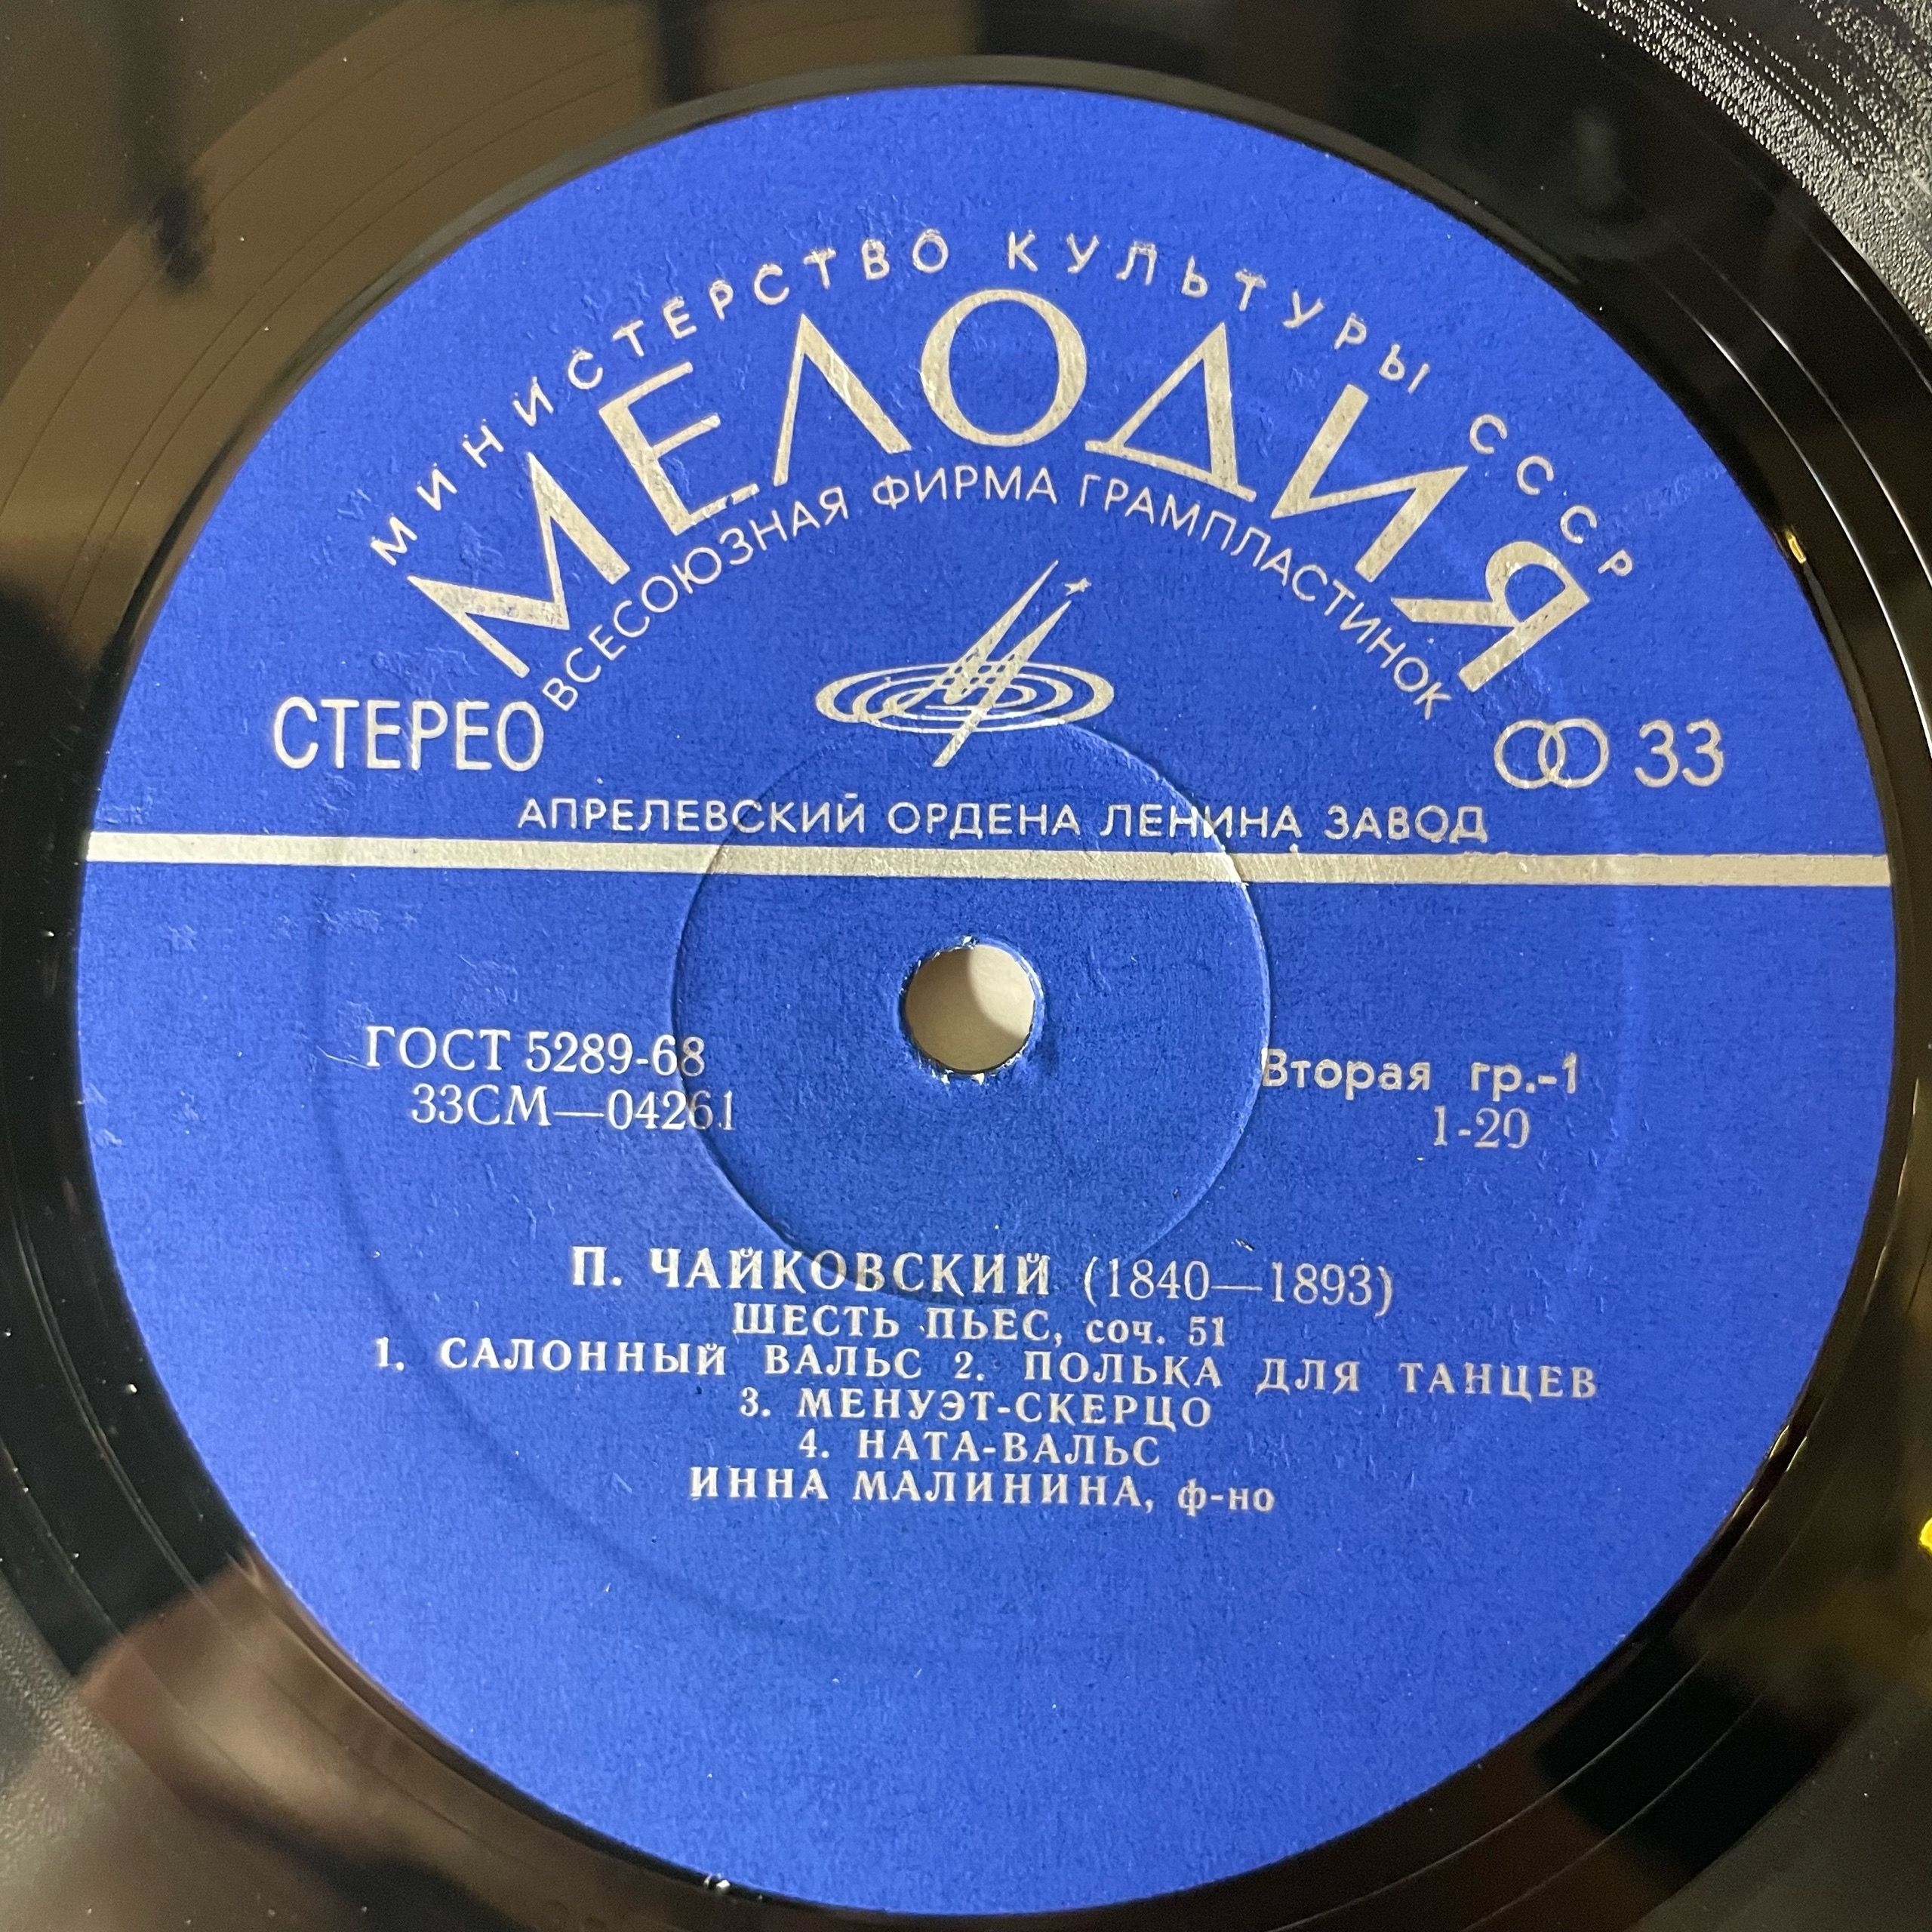 МИНИСТЕРСТВО КУЛЬТУРЫ СССР
МЕЛОДИЯ
ВСЕСОЮЗНАЯ ФИРМА ГРАМПЛАСТИНОК
СТЕРЕО
33
АПРЕЛЕВСКИЙ ОРДЕНА ЛЕНИНА ЗАВОД
ГОСТ 5289-68
33СМ—04261
Вторая гр.-1
1-20
П. ЧАЙКОВСКИЙ (1840—1893)
ШЕСТЬ ПЬЕС, соч. 51
1. САЛОННЫЙ ВАЛЬС 2. ПОЛЬКА ДЛЯ ТАНЦЕВ
3. МЕНУЭТ-СКЕРЦО
4. НАТА-ВАЛЬС
ИННА МАЛИНИНА, ф-но